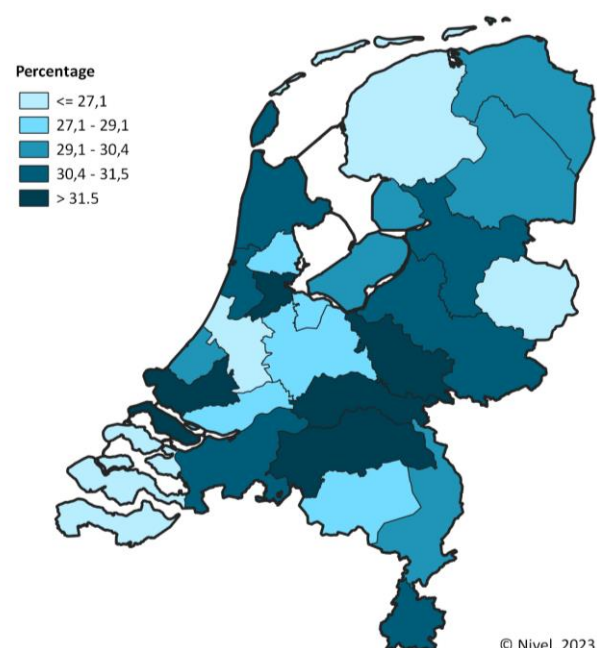 Percentage
<= 27,1
27,1 - 29,1
29,1 - 30,4
30,4 - 31,5
> 31.5
© Nivel, 2023